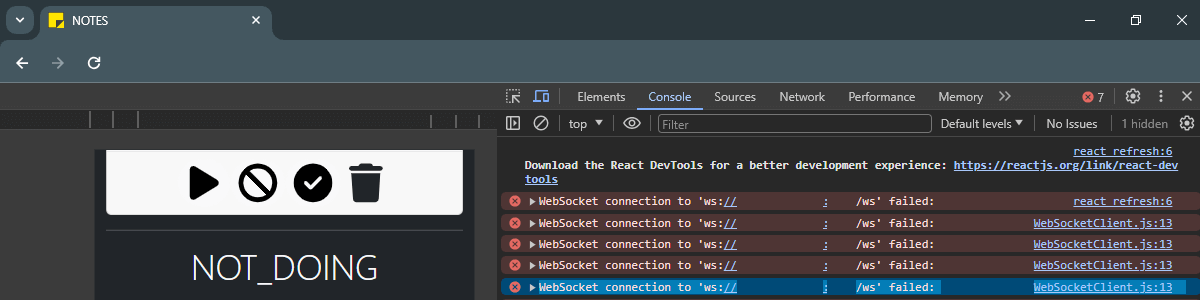 NOTES
Elements Console Sources Network Performance Memory 7
top Filter Default levels No Issues 1 hidden
react refresh:6
Download the React DevTools for a better development experience: https://reactjs.org/link/react-dev
tools
WebSocket connection to 'ws:// : /ws' failed: react refresh:6
WebSocket connection to 'ws:// : /ws' failed: WebSocketClient.js:13
WebSocket connection to 'ws:// : /ws' failed: WebSocketClient.js:13
WebSocket connection to 'ws:// : /ws' failed: WebSocketClient.js:13
WebSocket connection to 'ws:// : /ws' failed: WebSocketClient.js:13
NOT_DOING